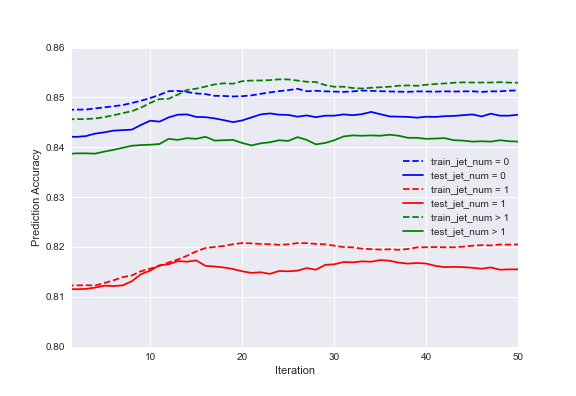 0.86
0.85
0.84
0.83
0.82
0.81
0.80
Prediction Accuracy
train_jet_num = 0
test_jet_num = 0
train_jet_num = 1
test_jet_num > 1
train_jet_num > 1
test_jet_num > 1
10
20
30
40
50
Iteration